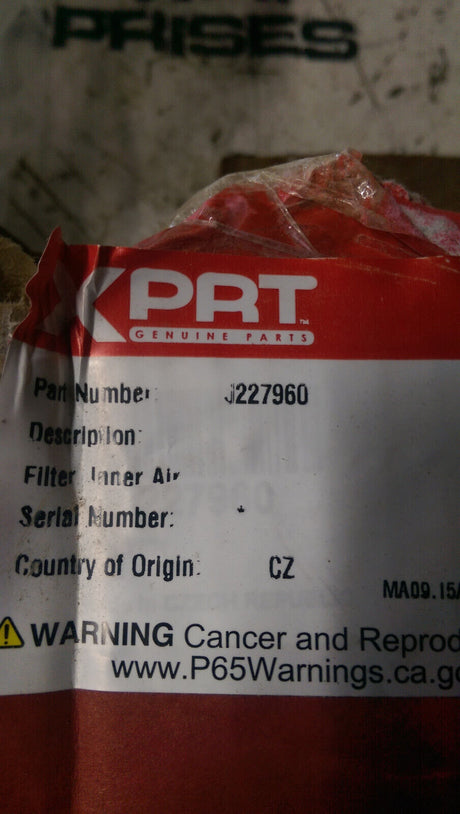 PRISES
XPRT
GENUINE PARTS
Part Number: J227960
Description:
Filter Inner Air
Serial Number: *
Country of Origin: CZ
MA09.15
WARNING Cancer and Reprod
www.P65Warnings.ca.go